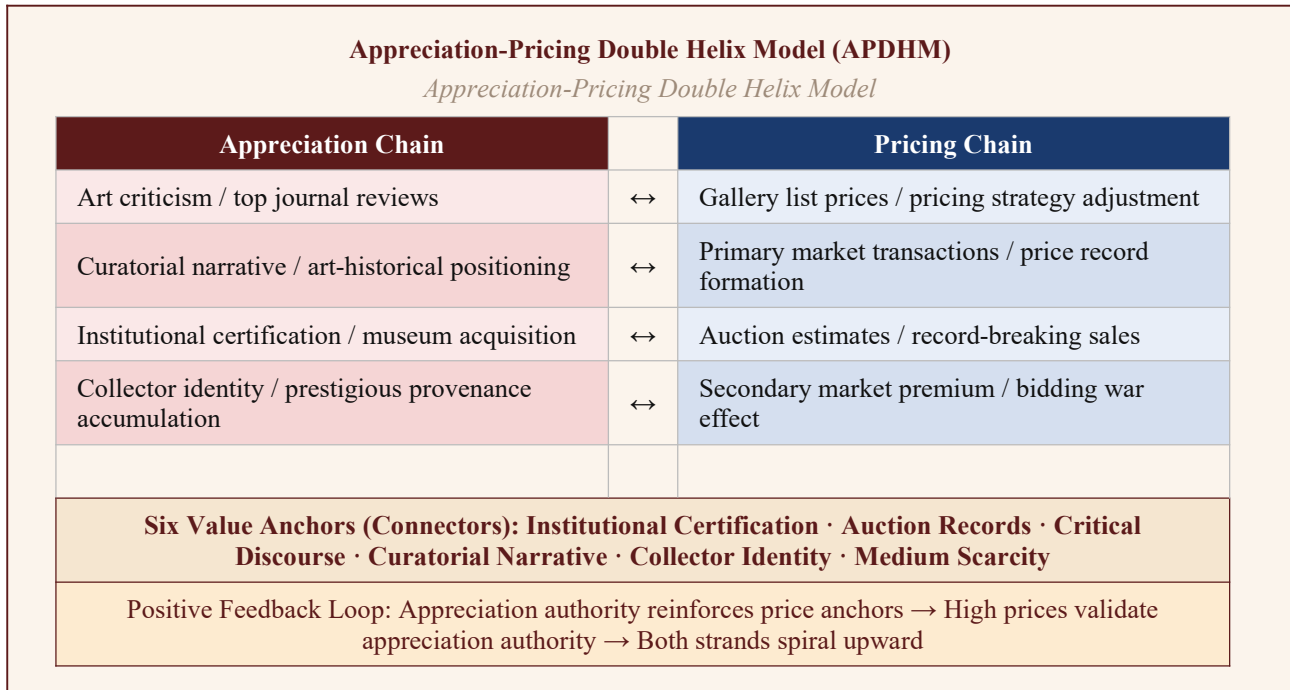 Appreciation-Pricing Double Helix Model (APDHM)
Appreciation-Pricing Double Helix Model
Appreciation Chain
Pricing Chain
Art criticism / top journal reviews
↔
Gallery list prices / pricing strategy adjustment
Curatorial narrative / art-historical positioning
↔
Primary market transactions / price record
formation
Institutional certification / museum acquisition
↔
Auction estimates / record-breaking sales
Collector identity / prestigious provenance
accumulation
↔
Secondary market premium / bidding war
effect
Six Value Anchors (Connectors): Institutional Certification · Auction Records · Critical
Discourse · Curatorial Narrative · Collector Identity · Medium Scarcity
Positive Feedback Loop: Appreciation authority reinforces price anchors → High prices validate
appreciation authority → Both strands spiral upward